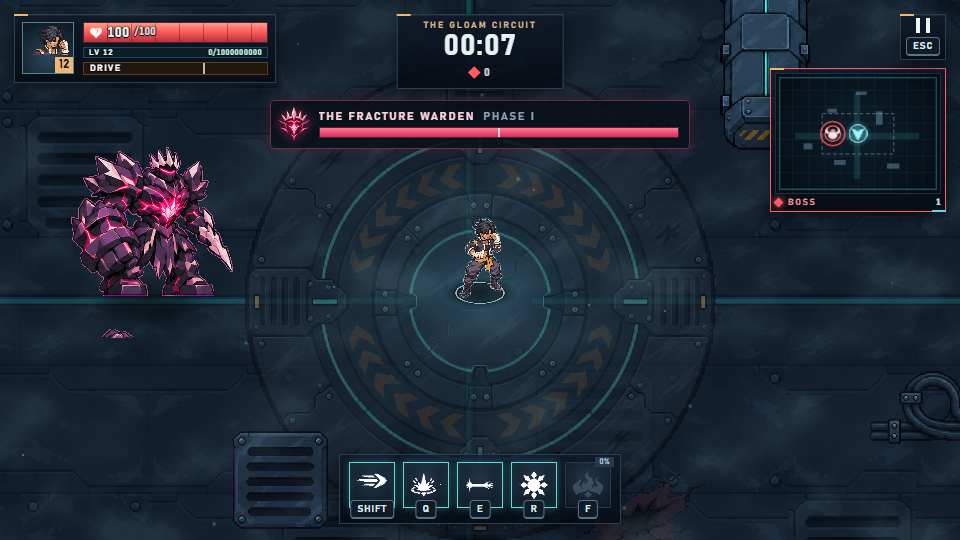 100 /100
LV 12 0/1000000000
12
DRIVE
THE GLOAM CIRCUIT
00:07
0
ESC
THE FRACTURE WARDEN PHASE I
BOSS 1
0%
SHIFT Q E R F